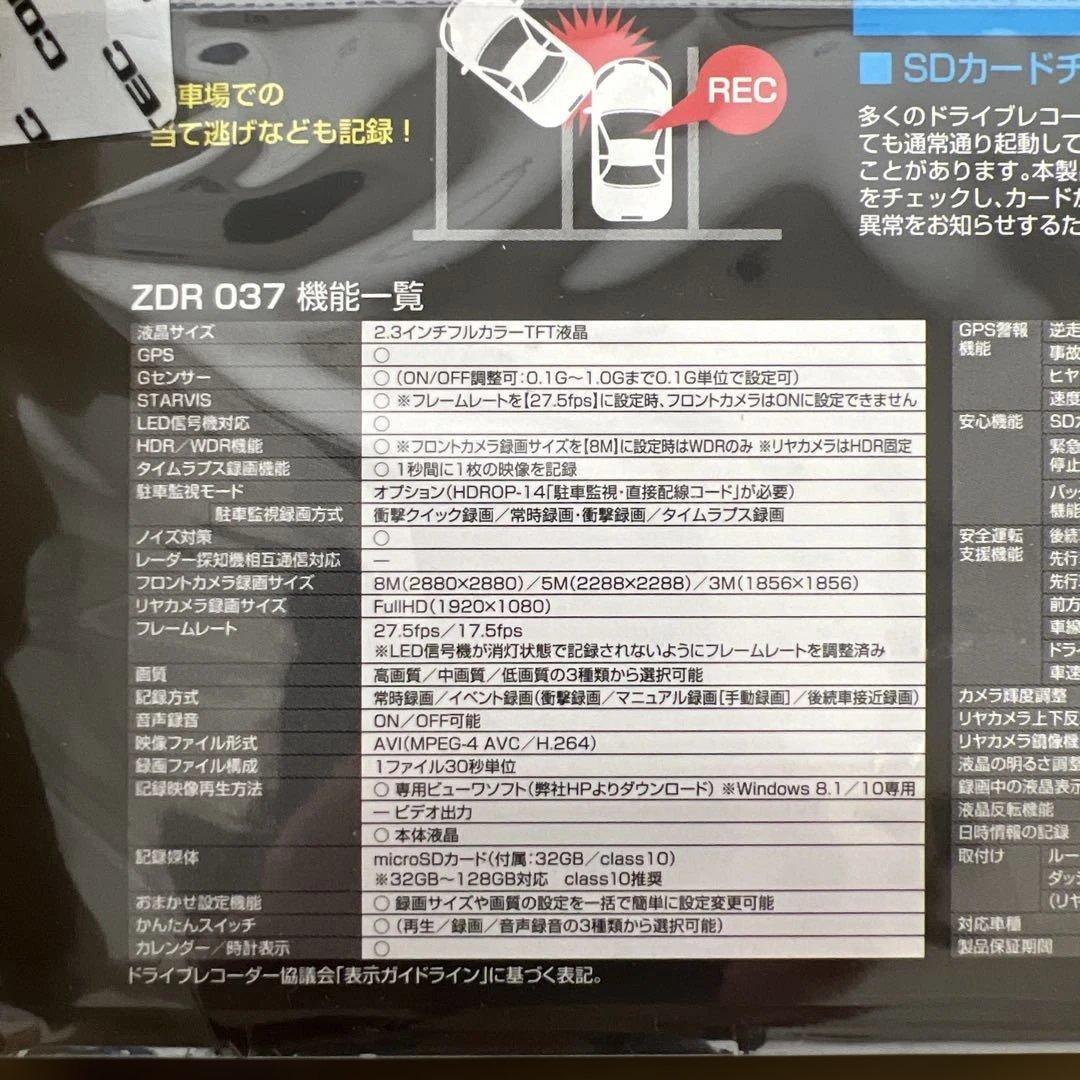 COM
TEC
車場での
当て逃げなども記録！
REC
■ SDカードチ
多くのドライブレコー
ても通常通り起動して
ことがあります。本製
をチェックし、カードが
異常をお知らせするた
ZDR 037 機能一覧
液晶サイズ 2.3インチフルカラーTFT液晶
GPS ○
Gセンサー ○（ON/OFF調整可：0.1G〜1.0Gまで0.1G単位で設定可）
STARVIS ○ ※フレームレートを【27.5fps】に設定時、フロントカメラはONに設定できません
LED信号機対応 ○
HDR／WDR機能 ○ ※フロントカメラ録画サイズを【8M】に設定時はWDRのみ ※リヤカメラはHDR固定
タイムラプス録画機能 ○ 1秒間に1枚の映像を記録
駐車監視モード オプション（HDROP-14「駐車監視・直接配線コード」が必要）
駐車監視録画方式 衝撃クイック録画／常時録画・衝撃録画／タイムラプス録画
ノイズ対策 ○
レーダー探知機相互通信対応 ―
フロントカメラ録画サイズ 8M（2880×2880）／5M（2288×2288）／3M（1856×1856）
リヤカメラ録画サイズ FullHD（1920×1080）
フレームレート 27.5fps／17.5fps
※LED信号機が消灯状態で記録されないようにフレームレートを調整済み
画質 高画質／中画質／低画質の3種類から選択可能
記録方式 常時録画／イベント録画（衝撃録画／マニュアル録画［手動録画］／後続車接近録画）
音声録音 ON／OFF可能
映像ファイル形式 AVI（MPEG-4 AVC／H.264）
録画ファイル構成 1ファイル30秒単位
記録映像再生方法 ○ 専用ビューワソフト（弊社HPよりダウンロード） ※Windows 8.1／10専用
― ビデオ出力
○ 本体液晶
記録媒体 microSDカード（付属：32GB／class10）
※32GB〜128GB対応 class10推奨
おまかせ設定機能 ○ 録画サイズや画質の設定を一括で簡単に設定変更可能
かんたんスイッチ ○（再生／録画／音声録音の3種類から選択可能）
カレンダー／時計表示 ○
ドライブレコーダー協議会「表示ガイドライン」に基づく表記。
GPS警報 逆走
機能 事故
ヒヤ
速度
安心機能 SDカ
緊急
停止
バッ
機能
安全運転 後続
支援機能 先行
先行
前方
車線
ドライ
車速
カメラ輝度調整
リヤカメラ上下反
リヤカメラ鏡像機
液晶の明るさ調整
録画中の液晶表示
液晶反転機能
日時情報の記録
取付け ルー
ダッシ
（リヤ
対応車種
製品保証期間